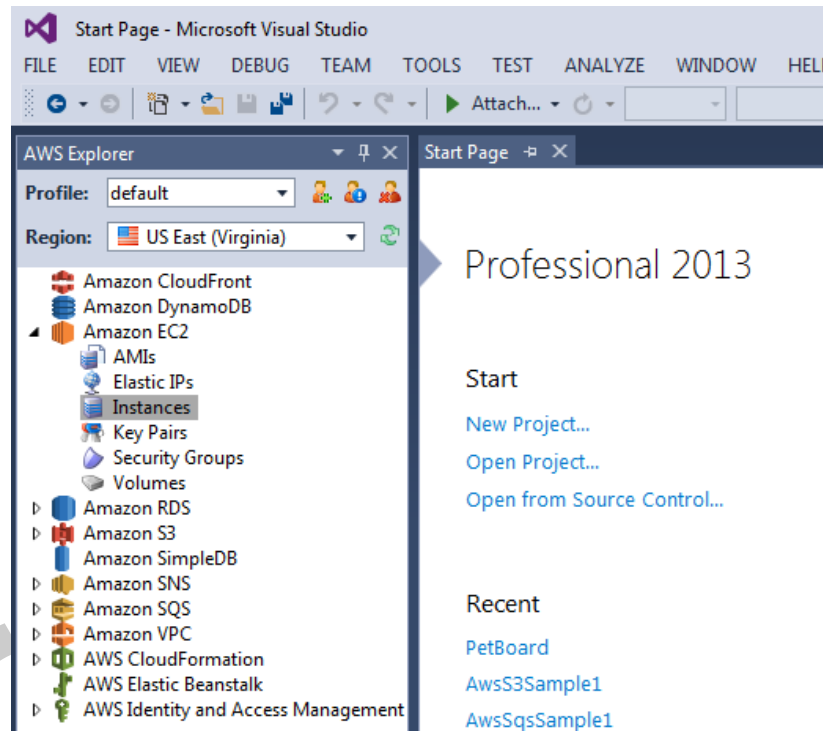 Start Page - Microsoft Visual Studio
FILE EDIT VIEW DEBUG TEAM TOOLS TEST ANALYZE WINDOW HEL
Attach...
AWS Explorer
Start Page
Profile: default
Region: US East (Virginia)
Amazon CloudFront
Amazon DynamoDB
Amazon EC2
AMIs
Elastic IPs
Instances
Key Pairs
Security Groups
Volumes
Amazon RDS
Amazon S3
Amazon SimpleDB
Amazon SNS
Amazon SQS
Amazon VPC
AWS CloudFormation
AWS Elastic Beanstalk
AWS Identity and Access Management
Professional 2013
Start
New Project...
Open Project...
Open from Source Control...
Recent
PetBoard
AwsS3Sample1
AwsSqsSample1